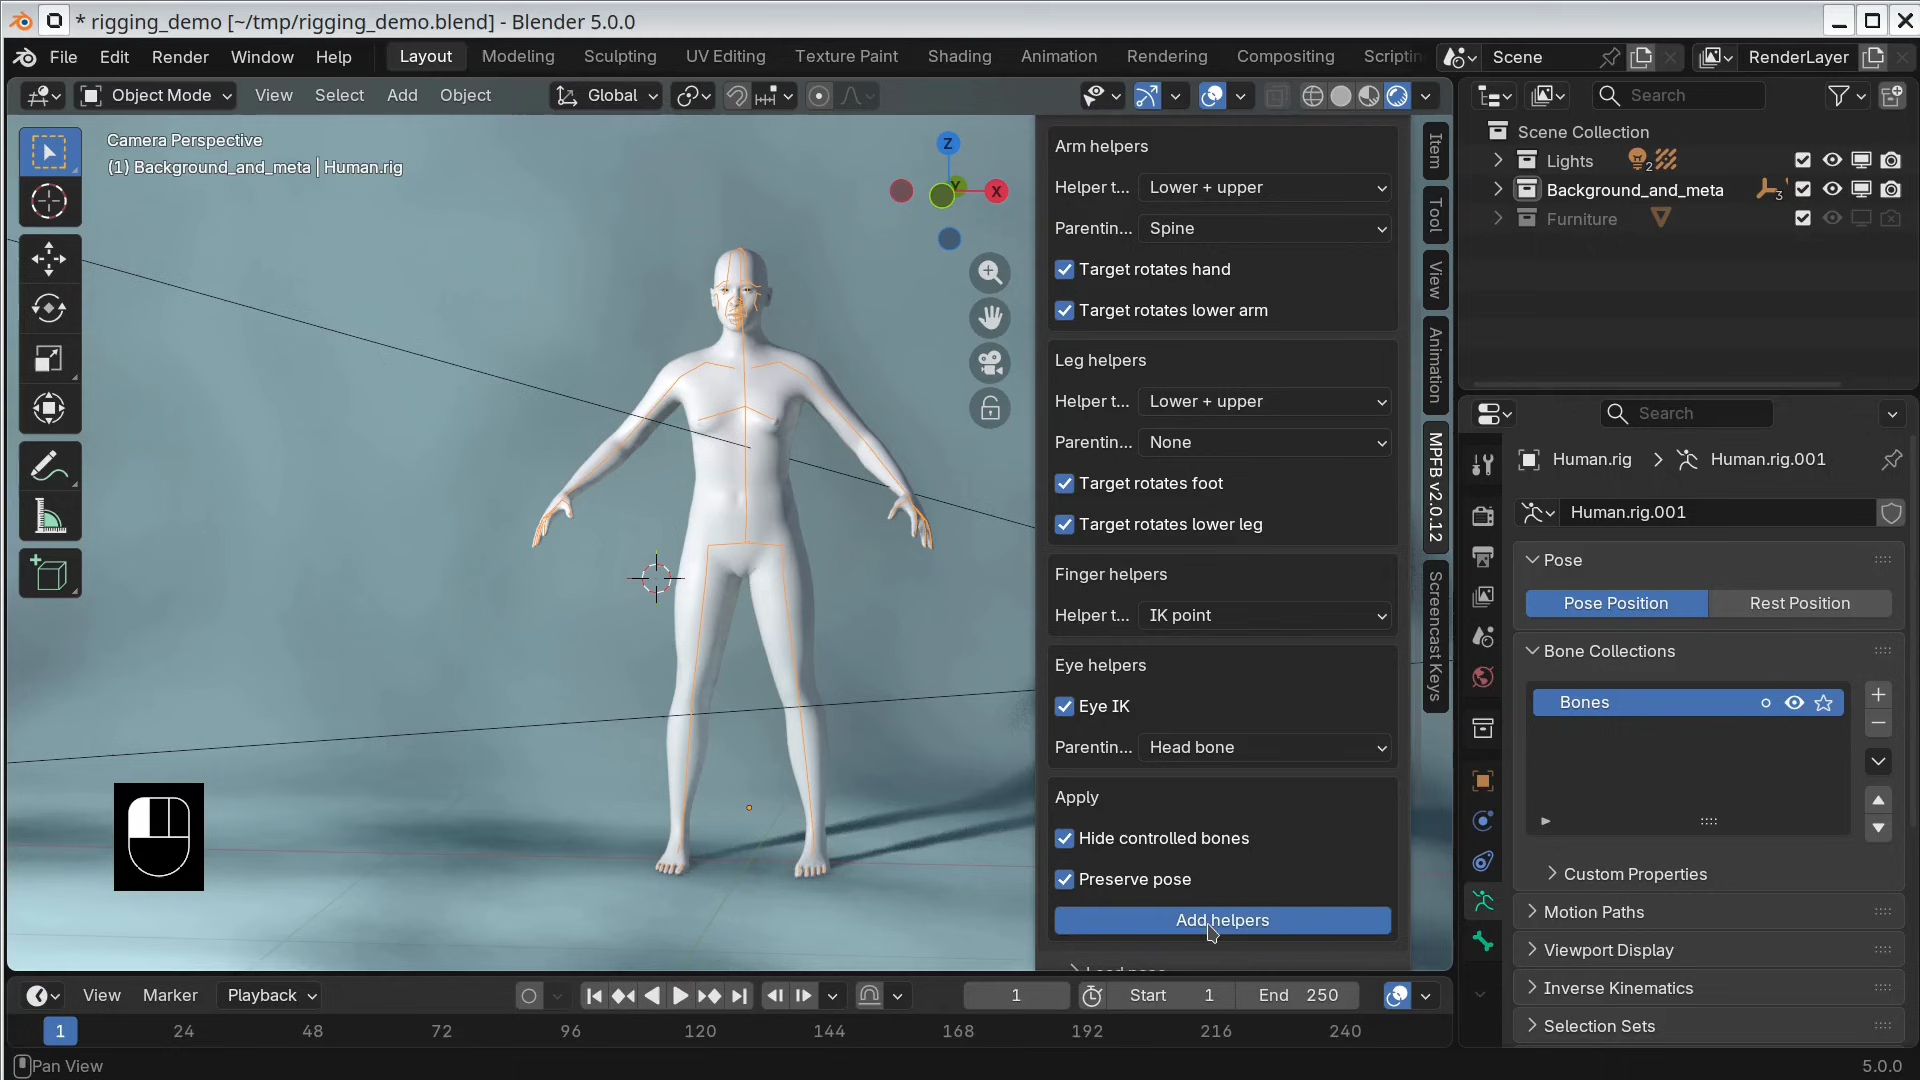 * rigging_demo [~/tmp/rigging_demo.blend] - Blender 5.0.0
File Edit Render Window Help Layout Modeling Sculpting UV Editing Texture Paint Shading Animation Rendering Compositing Scriptin Scene RenderLayer
Object Mode View Select Add Object Global Search
Camera Perspective
(1) Background_and_meta | Human.rig
Z
Y
X
Arm helpers
Helper t... Lower + upper
Parentin... Spine
Target rotates hand
Target rotates lower arm
Leg helpers
Helper t... Lower + upper
Parentin... None
Target rotates foot
Target rotates lower leg
Finger helpers
Helper t... IK point
Eye helpers
Eye IK
Parentin... Head bone
Apply
Hide controlled bones
Preserve pose
Add helpers
Item
Tool
View
Animation
MPFB v2.0.12
Screencast Keys
Scene Collection
Lights 2
Background_and_meta 3
Furniture
Search
Human.rig Human.rig.001
Human.rig.001
Pose
Pose Position Rest Position
Bone Collections
Bones
Custom Properties
Motion Paths
Viewport Display
Inverse Kinematics
Selection Sets
View Marker Playback 1 Start 1 End 250
1 24 48 72 96 120 144 168 192 216 240
Pan View 5.0.0